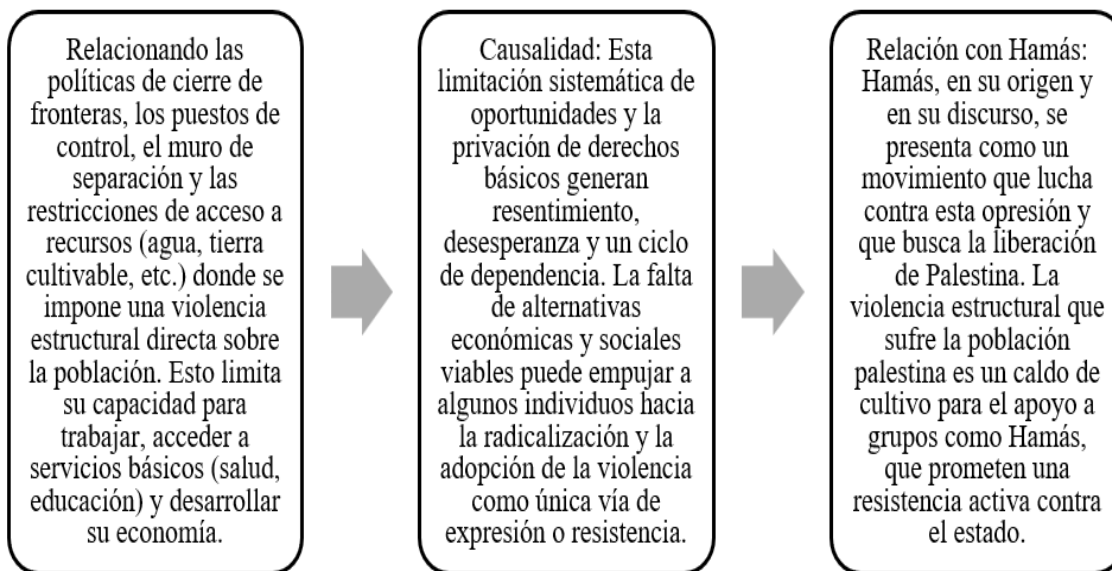 Relacionando las
políticas de cierre de
fronteras, los puestos de
control, el muro de
separación y las
restricciones de acceso a
recursos (agua, tierra
cultivable, etc.) donde se
impone una violencia
estructural directa sobre
la población. Esto limita
su capacidad para
trabajar, acceder a
servicios básicos (salud,
educación) y desarrollar
su economía.
Causalidad: Esta
limitación sistemática de
oportunidades y la
privación de derechos
básicos generan
resentimiento,
desesperanza y un ciclo
de dependencia. La falta
de alternativas
económicas y sociales
viables puede empujar a
algunos individuos hacia
la radicalización y la
adopción de la violencia
como única vía de
expresión o resistencia.
Relación con Hamás:
Hamás, en su origen y
en su discurso, se
presenta como un
movimiento que lucha
contra esta opresión y
que busca la liberación
de Palestina. La
violencia estructural que
sufre la población
palestina es un caldo de
cultivo para el apoyo a
grupos como Hamás,
que prometen una
resistencia activa contra
el estado.